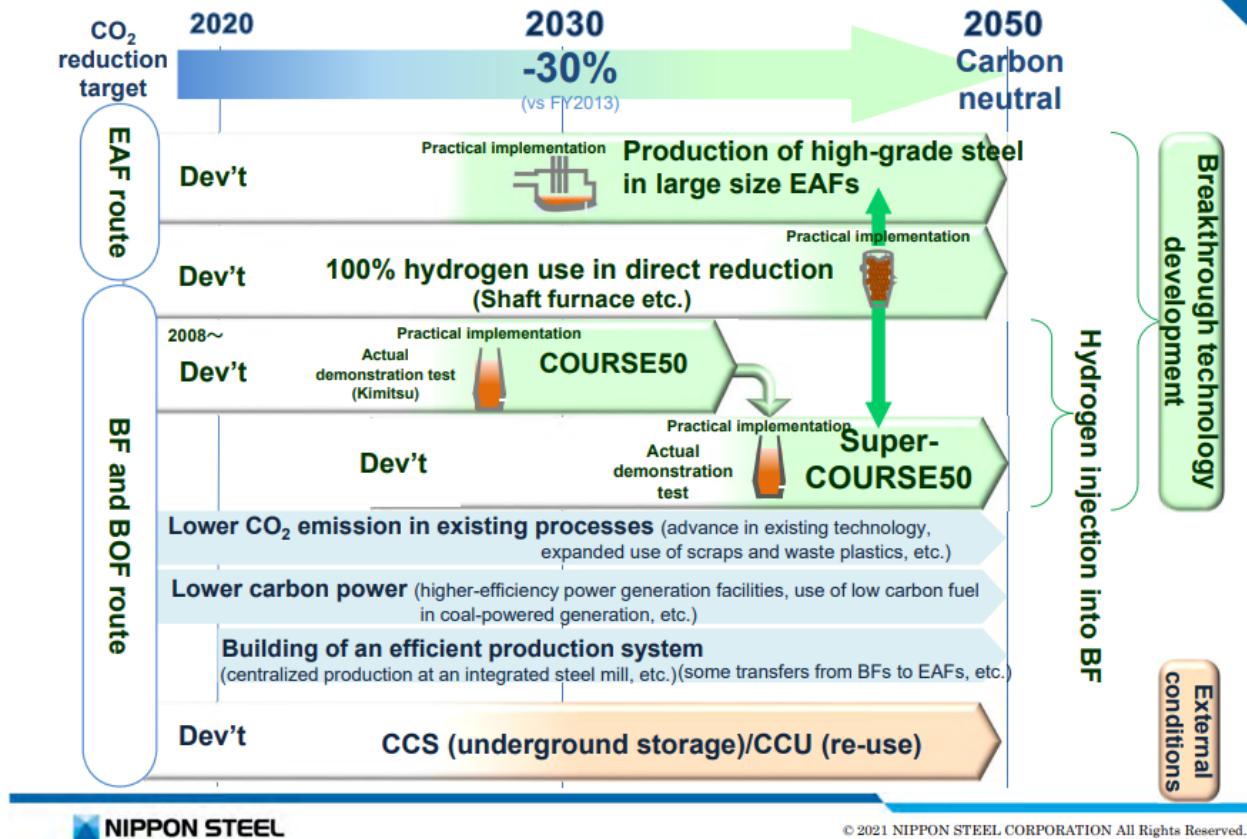 CO2
reduction
target
2020
2030
2050
-30%
(vs FY2013)
Carbon
neutral
EAF route
Dev't
Practical implementation
Production of high-grade steel
in large size EAFs
Dev't
100% hydrogen use in direct reduction
(Shaft furnace etc.)
Practical implementation
BF and BOF route
2008～
Dev't
Practical implementation
Actual
demonstration test
(Kimitsu)
COURSE50
Dev't
Practical implementation
Actual
demonstration
test
Super-
COURSE50
Lower CO2 emission in existing processes (advance in existing technology,
expanded use of scraps and waste plastics, etc.)
Lower carbon power (higher-efficiency power generation facilities, use of low carbon fuel
in coal-powered generation, etc.)
Building of an efficient production system
(centralized production at an integrated steel mill, etc.) (some transfers from BFs to EAFs, etc.)
Dev't
CCS (underground storage)/CCU (re-use)
Hydrogen injection into BF
Breakthrough technology
development
External
conditions
NIPPON STEEL
© 2021 NIPPON STEEL CORPORATION All Rights Reserved.